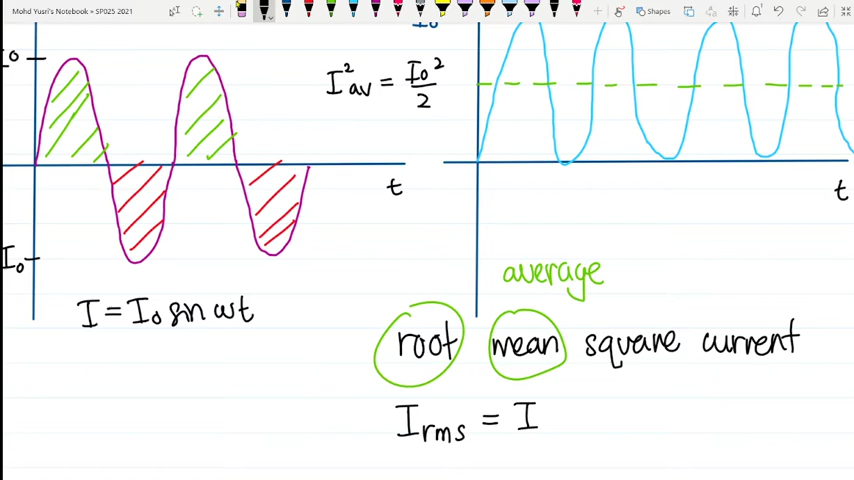 Mohd Yusri's Notebook » SP025 2021
Shapes
I₀
I²av = I₀²/2
t
t
I₀
I = I₀ sin ωt
average
root mean square current
Irms = I